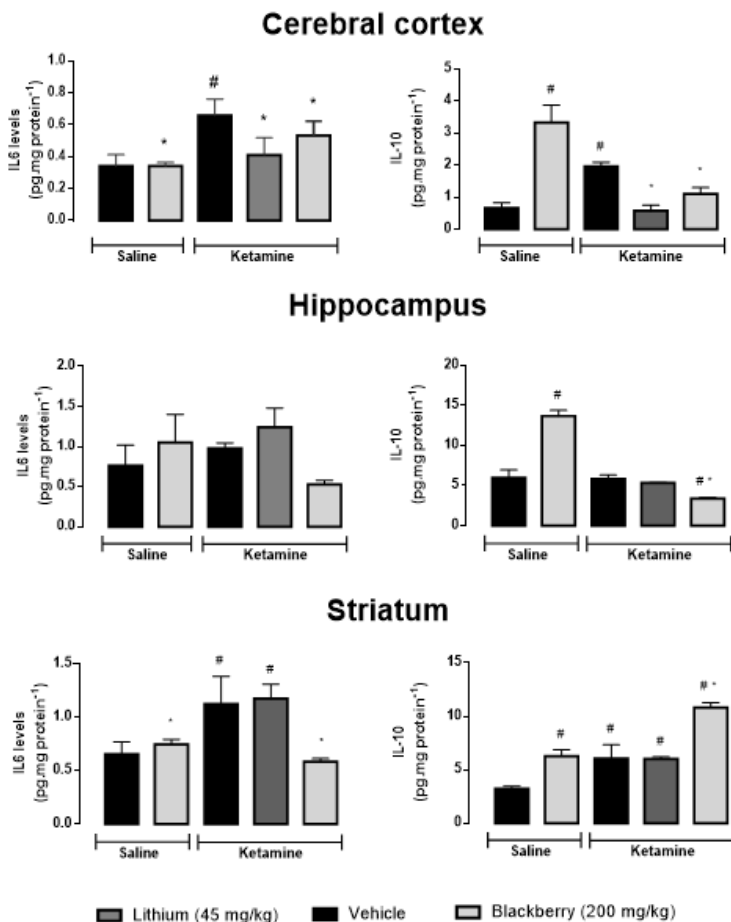 Cerebral cortex
IL6 levels
(pg.mg protein⁻¹)
1.0
0.8
0.6
0.4
0.2
0.0
*
#
*
*
Saline
Ketamine
IL-10
(pg.mg protein⁻¹)
5
4
3
2
1
0
#
#
*
*
Saline
Ketamine
Hippocampus
IL6 levels
(pg.mg protein⁻¹)
2.0
1.5
1.0
0.5
0.0
Saline
Ketamine
IL-10
(pg.mg protein⁻¹)
20
15
10
5
0
#
# *
Saline
Ketamine
Striatum
IL6 levels
(pg.mg protein⁻¹)
1.5
1.0
0.5
0.0
*
#
#
*
Saline
Ketamine
IL-10
(pg.mg protein⁻¹)
15
10
5
0
#
#
#
# *
Saline
Ketamine
Lithium (45 mg/kg) Vehicle Blackberry (200 mg/kg)